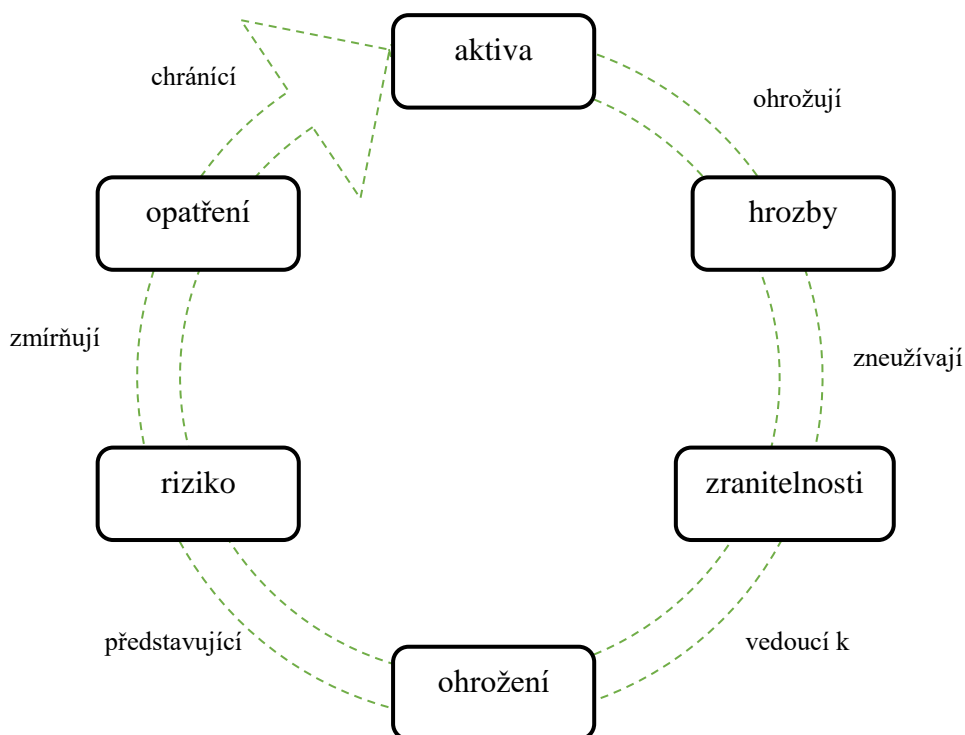 aktiva
ohrožují
hrozby
zneužívají
zranitelnosti
vedoucí k
ohrožení
představující
riziko
zmírňují
opatření
chránící